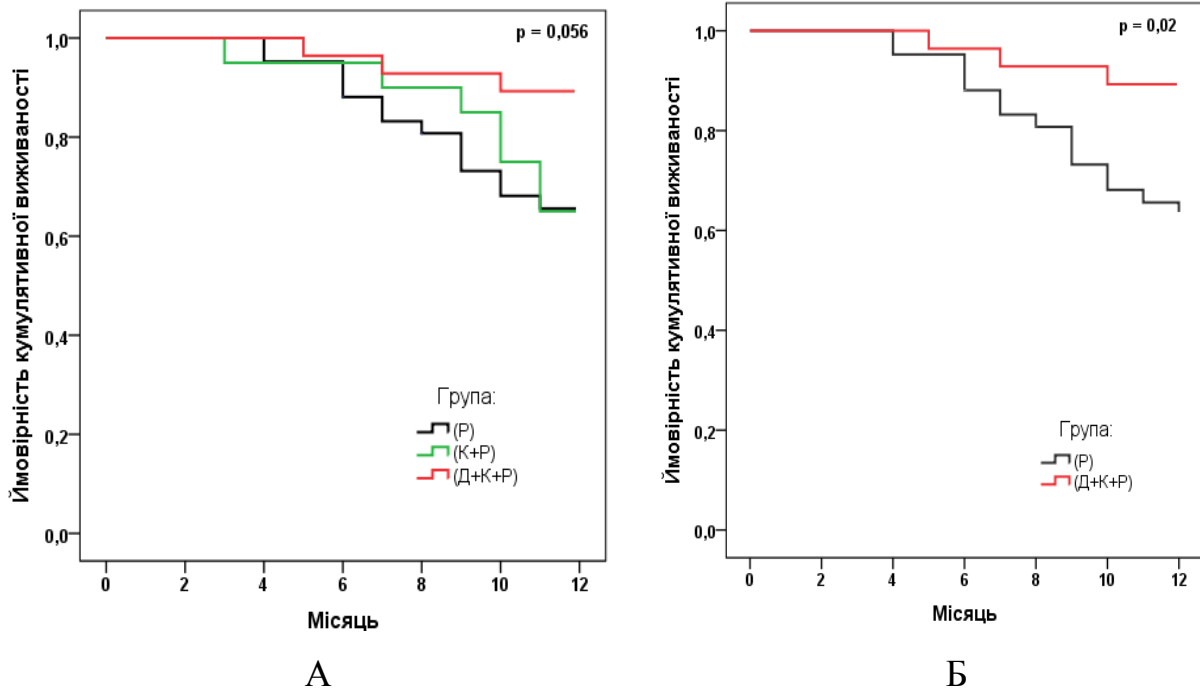 p = 0,056
Ймовірність кумулятивної виживаності
1,0
0,8
0,6
0,4
0,2
0,0
Група:
(Р)
(К+Р)
(Д+К+Р)
0 2 4 6 8 10 12
Місяць
А
p = 0,02
Ймовірність кумулятивної виживаності
1,0
0,8
0,6
0,4
0,2
0,0
Група:
(Р)
(Д+К+Р)
0 2 4 6 8 10 12
Місяць
Б